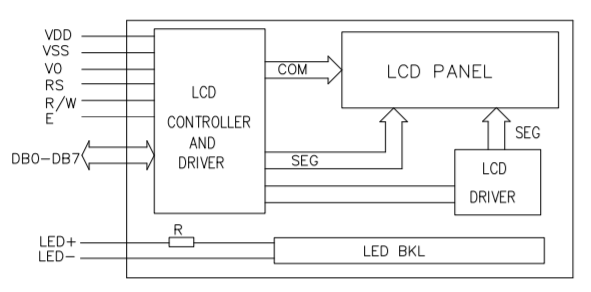 VDD
VSS
V0
RS
R/W
E
DB0-DB7
LCD
CONTROLLER
AND
DRIVER
COM
LCD PANEL
SEG
SEG
LCD
DRIVER
R
LED+
LED-
LED BKL